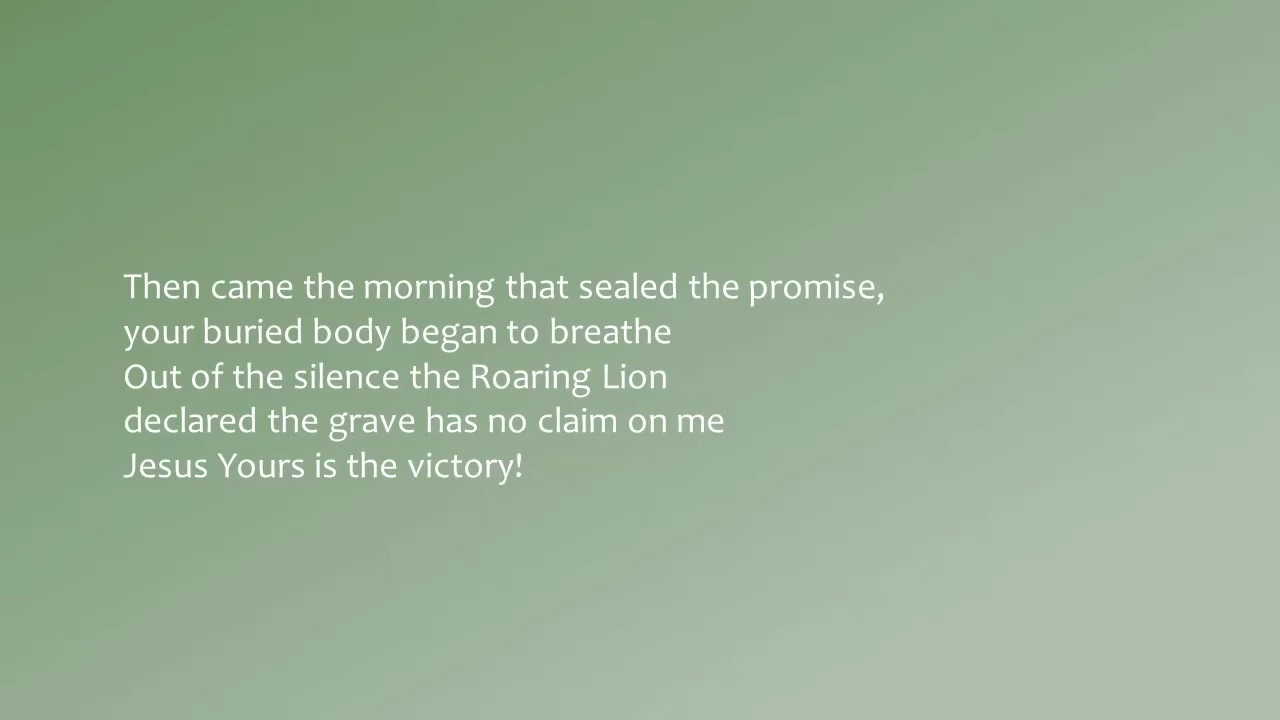 Then came the morning that sealed the promise,
your buried body began to breathe
Out of the silence the Roaring Lion
declared the grave has no claim on me
Jesus Yours is the victory!